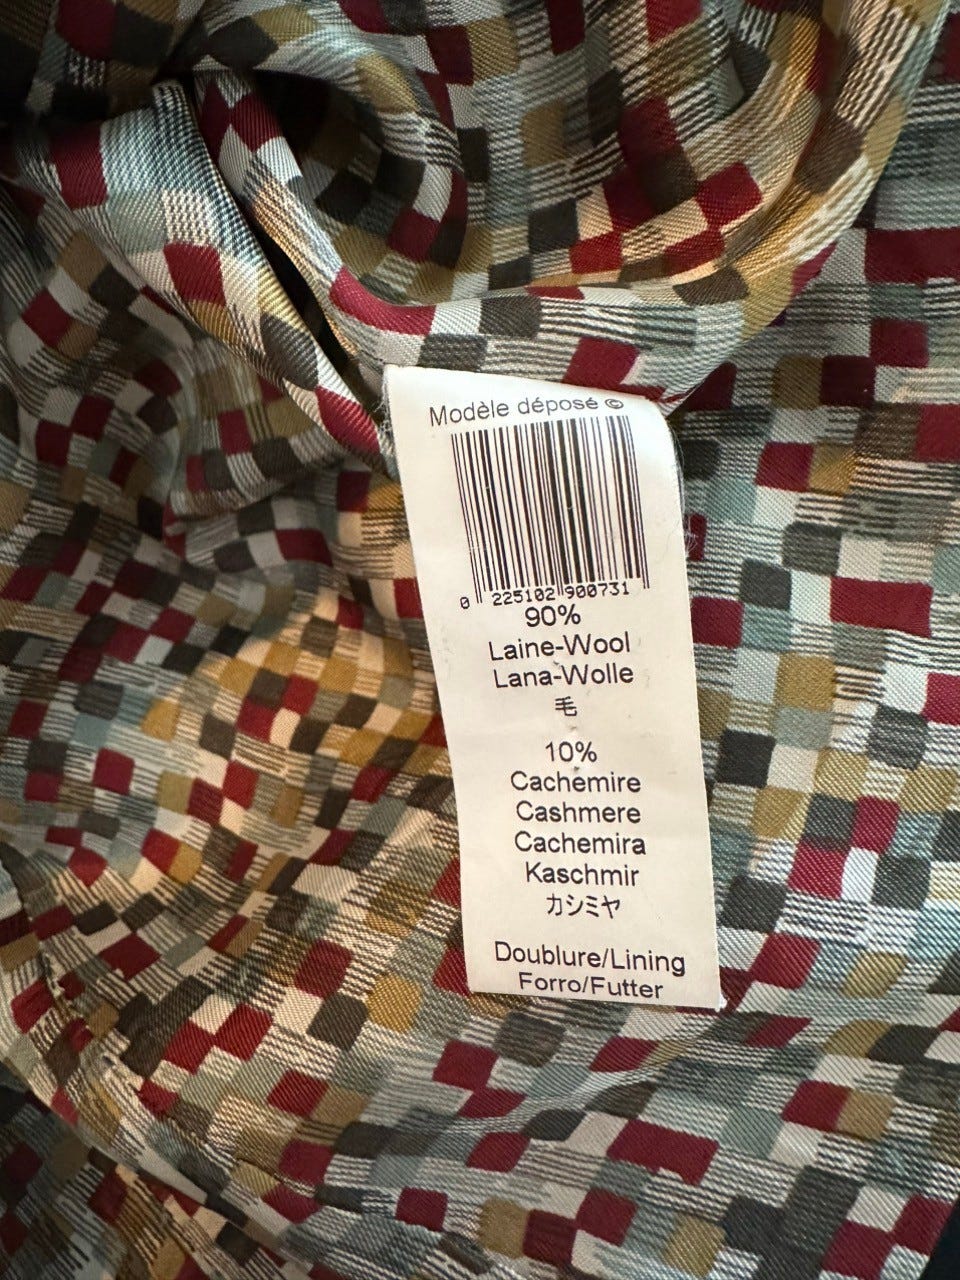 Modèle déposé ©
0 225102 900731
90%
Laine-Wool
Lana-Wolle
毛
10%
Cachemire
Cashmere
Cachemira
Kaschmir
カシミヤ
Doublure/Lining
Forro/Futter